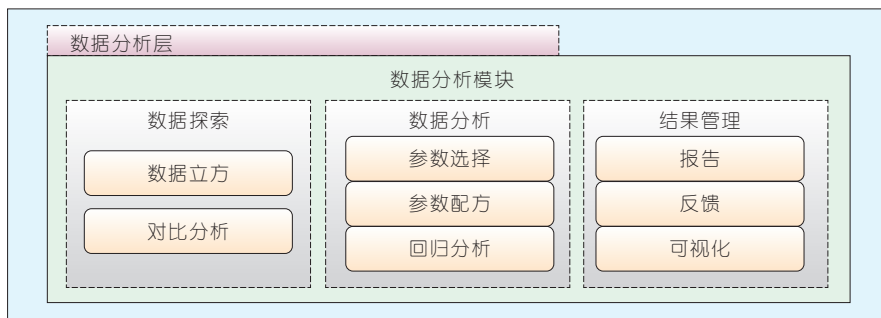 数据分析层
数据分析模块
数据探索
数据立方
对比分析
数据分析
参数选择
参数配方
回归分析
结果管理
报告
反馈
可视化